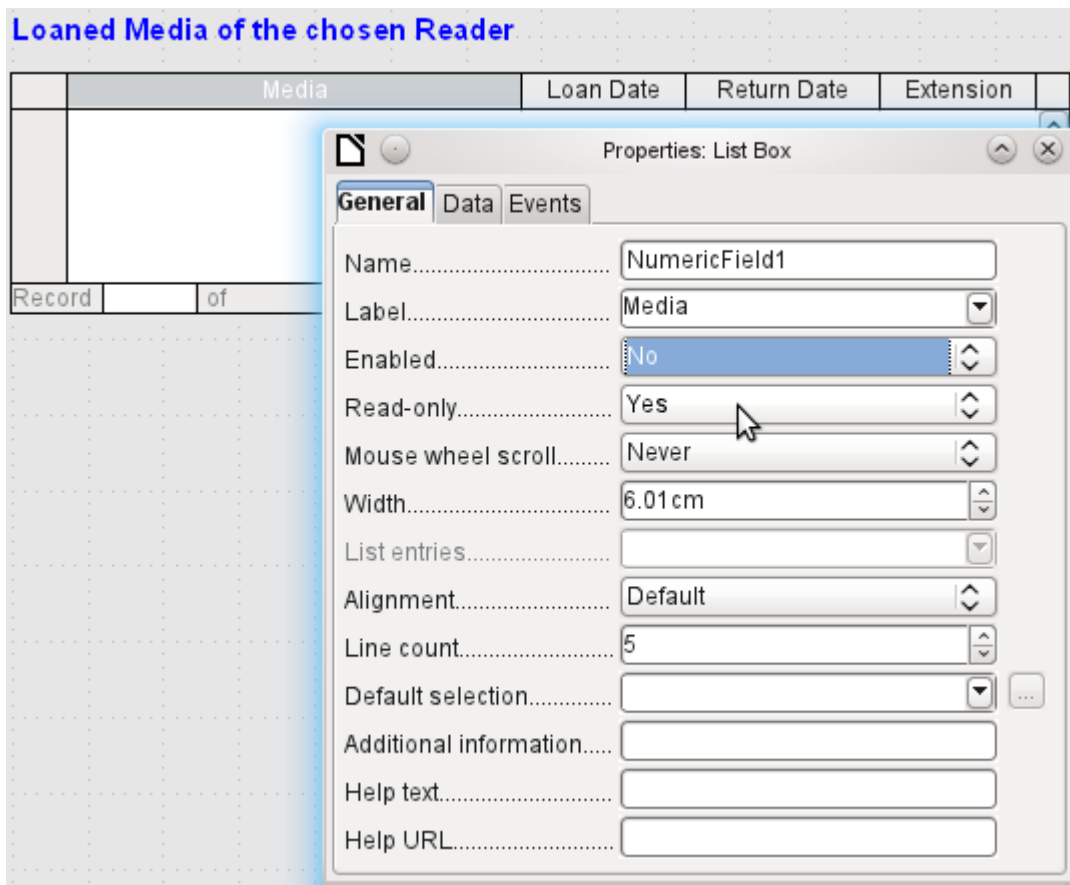 Loaned Media of the chosen Reader
Media Loan Date Return Date Extension
Record of
Properties: List Box
General Data Events
Name.............................. NumericField1
Label.............................. Media
Enabled......................... No
Read-only...................... Yes
Mouse wheel scroll......... Never
Width.............................. 6.01cm
List entries.....................
Alignment....................... Default
Line count...................... 5
Default selection............. ...
Additional information.....
Help text.........................
Help URL.......................